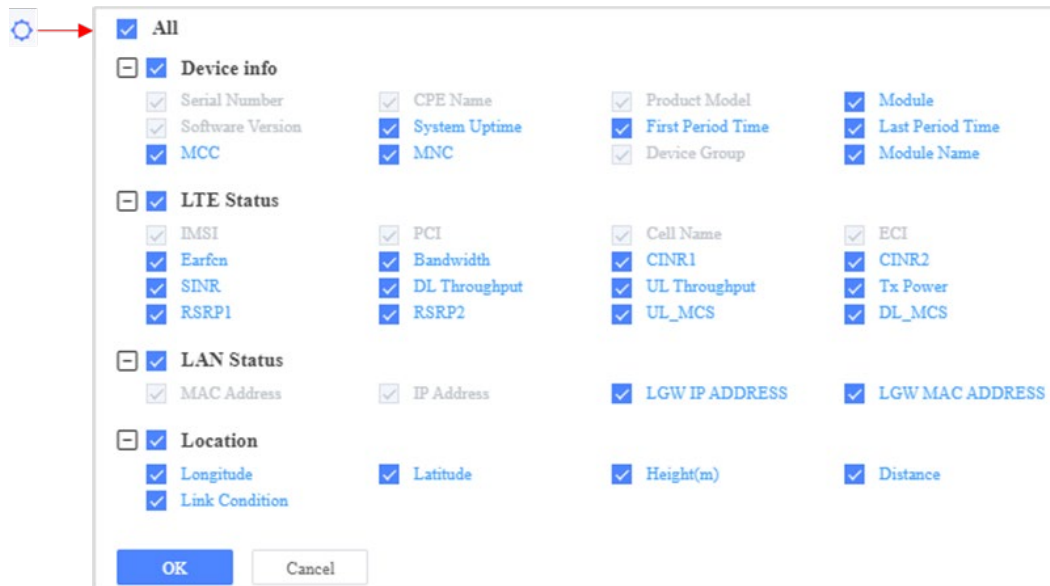 All
Device info
Serial Number CPE Name Product Model Module
Software Version System Uptime First Period Time Last Period Time
MCC MNC Device Group Module Name
LTE Status
IMSI PCI Cell Name ECI
Earfcn Bandwidth CINR1 CINR2
SINR DL Throughput UL Throughput Tx Power
RSRP1 RSRP2 UL_MCS DL_MCS
LAN Status
MAC Address IP Address LGW IP ADDRESS LGW MAC ADDRESS
Location
Longitude Latitude Height(m) Distance
Link Condition
OK Cancel